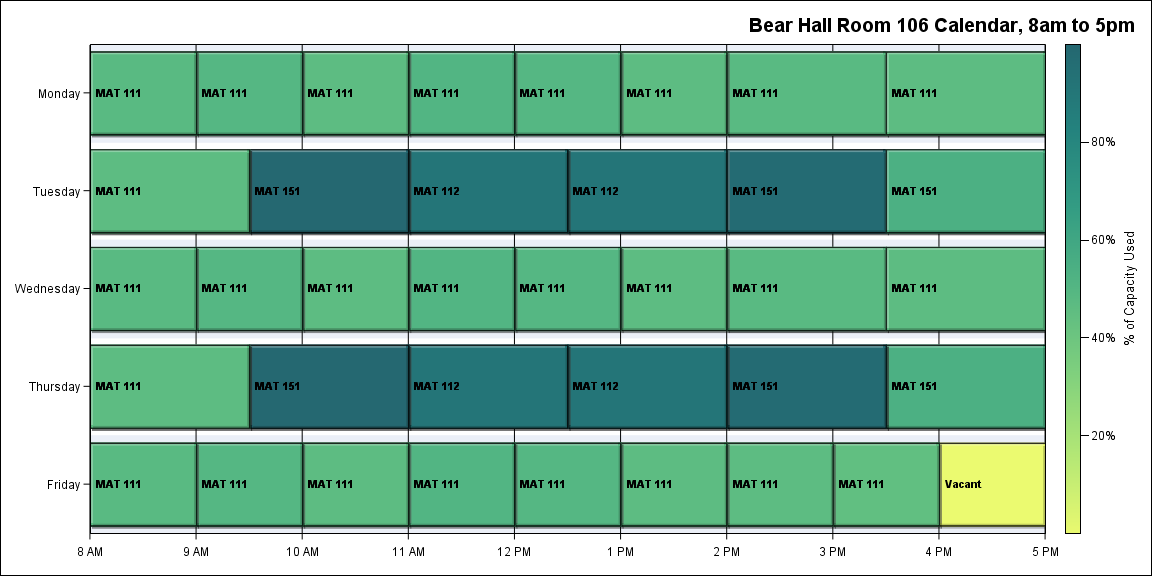 Bear Hall Room 106 Calendar, 8am to 5pm
Monday
MAT 111 MAT 111 MAT 111 MAT 111 MAT 111 MAT 111 MAT 111 MAT 111
Tuesday
MAT 111 MAT 151 MAT 112 MAT 112 MAT 151 MAT 151
Wednesday
MAT 111 MAT 111 MAT 111 MAT 111 MAT 111 MAT 111 MAT 111 MAT 111
Thursday
MAT 111 MAT 151 MAT 112 MAT 112 MAT 151 MAT 151
Friday
MAT 111 MAT 111 MAT 111 MAT 111 MAT 111 MAT 111 MAT 111 MAT 111 Vacant
8 AM 9 AM 10 AM 11 AM 12 PM 1 PM 2 PM 3 PM 4 PM 5 PM
80%
60%
40%
20%
% of Capacity Used